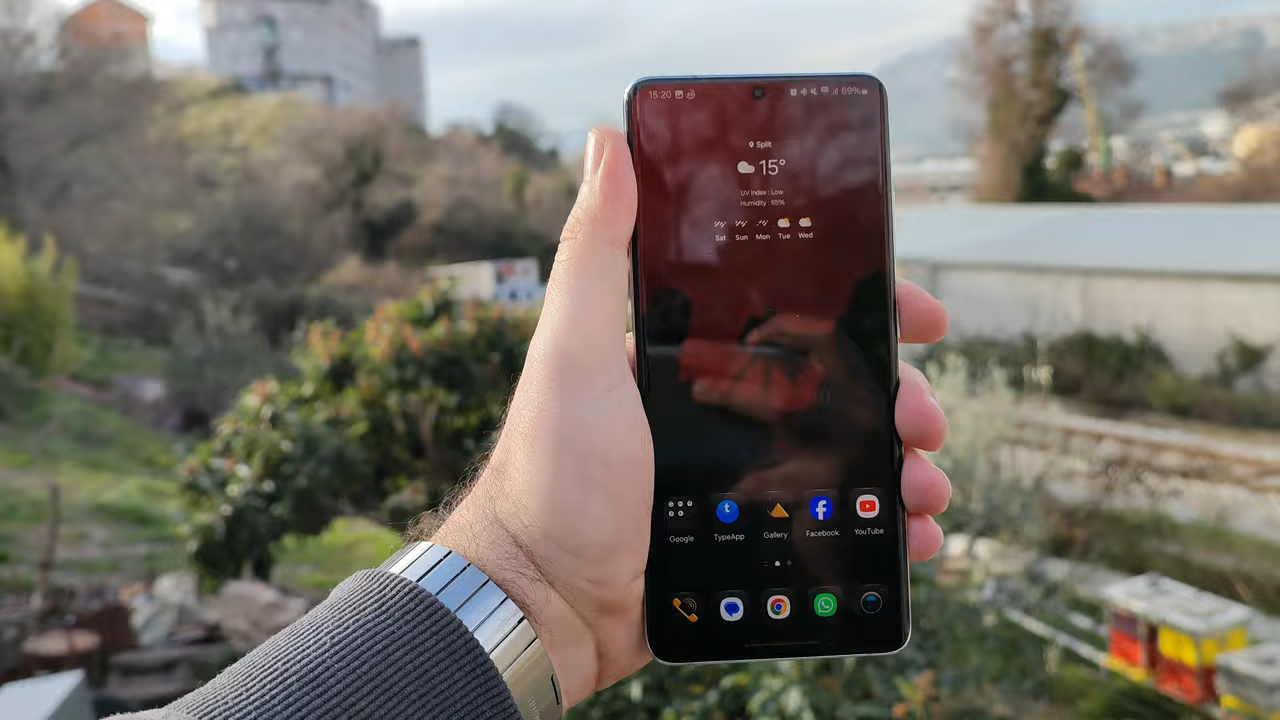 15:20
69%
Split
15°
UV index : Low
Humidity : 65%
Sat Sun Mon Tue Wed
Google TypeApp Gallery Facebook YouTube